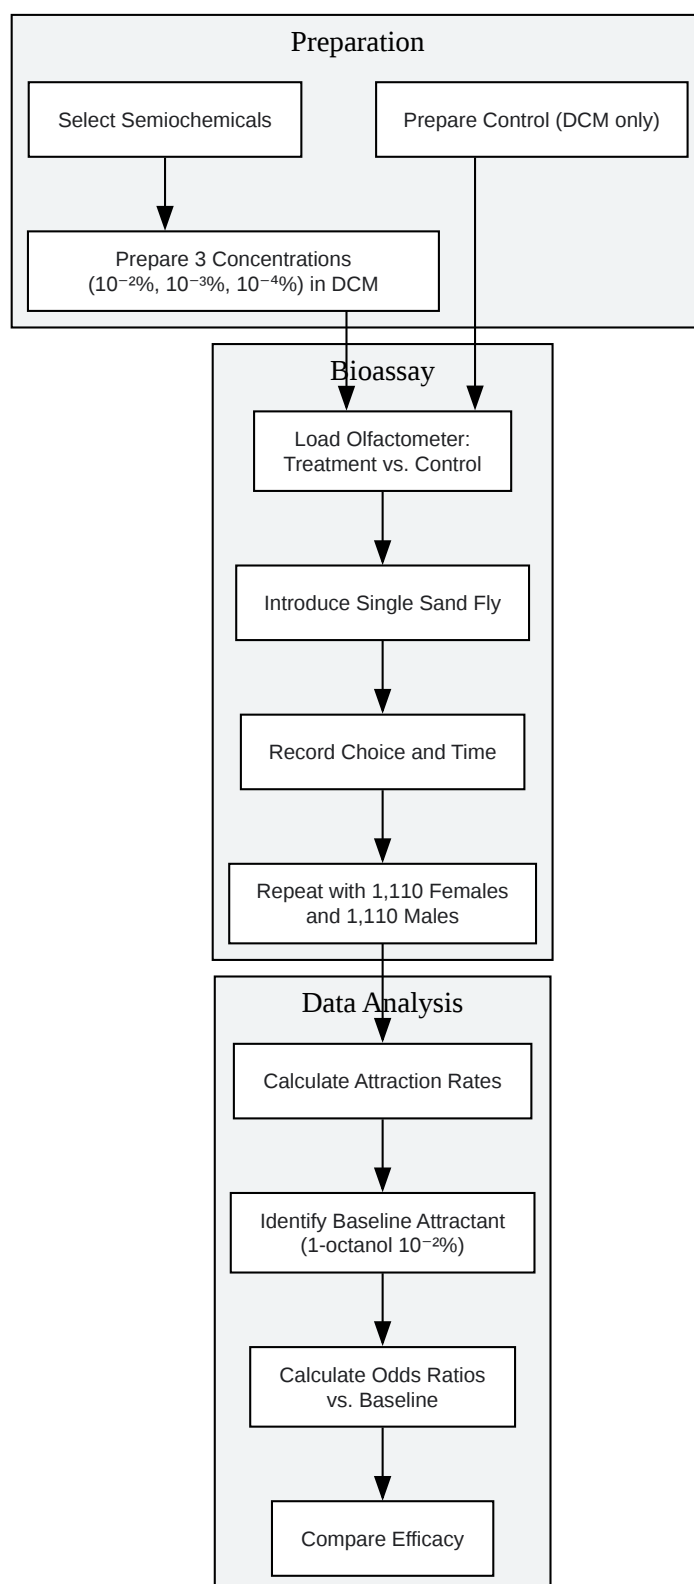 Preparation
Select Semiochemicals
Prepare Control (DCM only)
Prepare 3 Concentrations
(10⁻²%, 10⁻³%, 10⁻⁴%) in DCM
Bioassay
Load Olfactometer:
Treatment vs. Control
Introduce Single Sand Fly
Record Choice and Time
Repeat with 1,110 Females
and 1,110 Males
Data Analysis
Calculate Attraction Rates
Identify Baseline Attractant
(1-octanol 10⁻²%)
Calculate Odds Ratios
vs. Baseline
Compare Efficacy